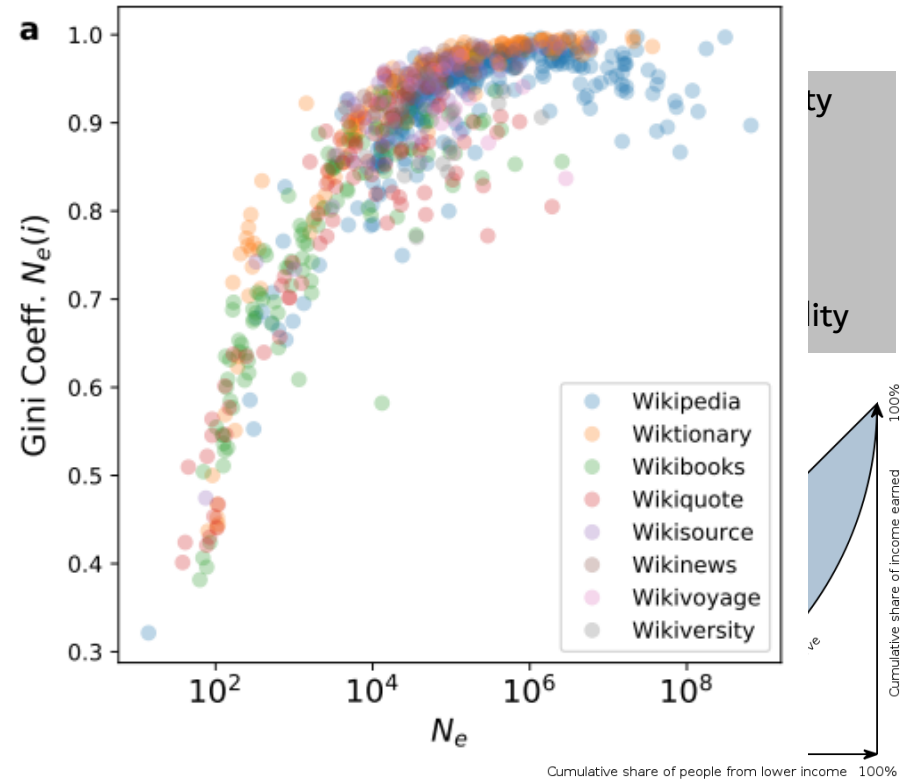 a
1.0
0.9
0.8
0.7
0.6
0.5
0.4
0.3
Gini Coeff. Nₑ(i)
10² 10⁴ 10⁶ 10⁸
Nₑ
Wikipedia
Wiktionary
Wikibooks
Wikiquote
Wikisource
Wikinews
Wikivoyage
Wikiversity
ty
lity
100%
Cumulative share of income earned
ve
Cumulative share of people from lower income 100%